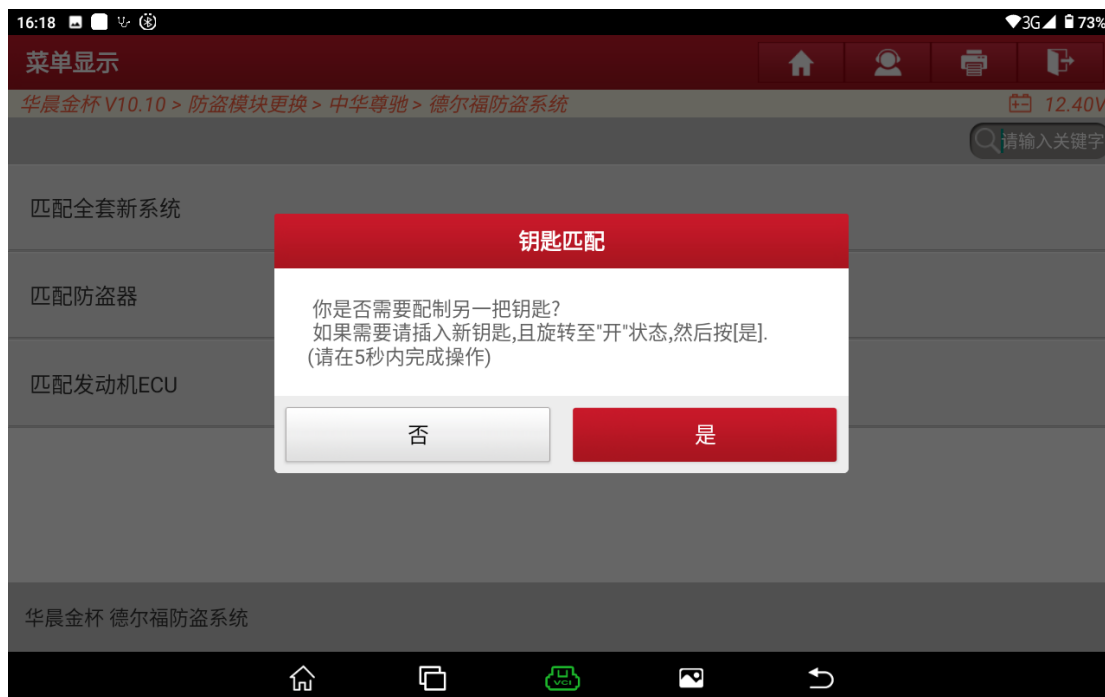 16:18
3G
73%
菜单显示
华晨金杯 V10.10 > 防盗模块更换 > 中华尊驰 > 德尔福防盗系统
12.40V
请输入关键字
匹配全套新系统
钥匙匹配
匹配防盗器
你是否需要配制另一把钥匙?
如果需要请插入新钥匙,且旋转至"开"状态,然后按[是].
(请在5秒内完成操作)
匹配发动机ECU
否
是
华晨金杯 德尔福防盗系统
VCI